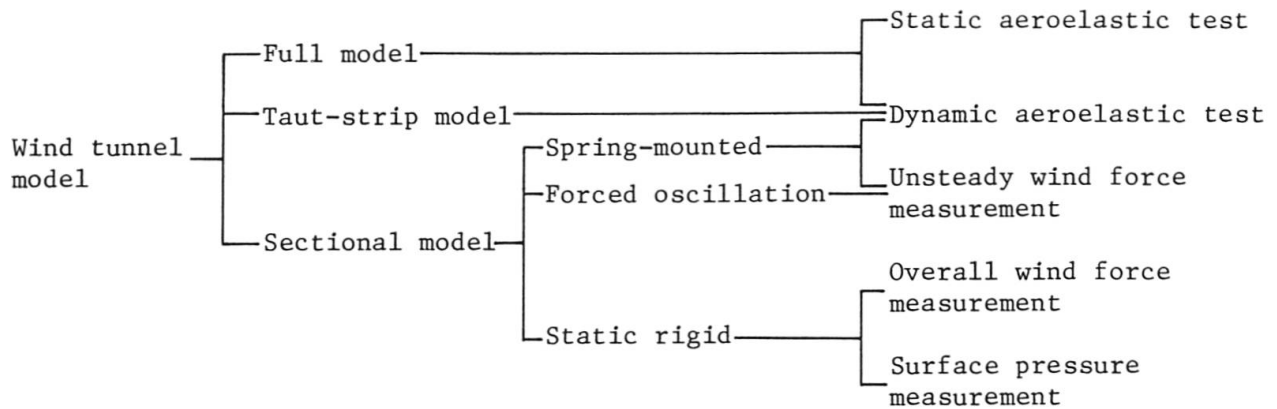 Static aeroelastic test
Full model
Taut-strip model
Dynamic aeroelastic test
Wind tunnel
model
Spring-mounted
Unsteady wind force
measurement
Forced oscillation
Sectional model
Overall wind force
measurement
Static rigid
Surface pressure
measurement